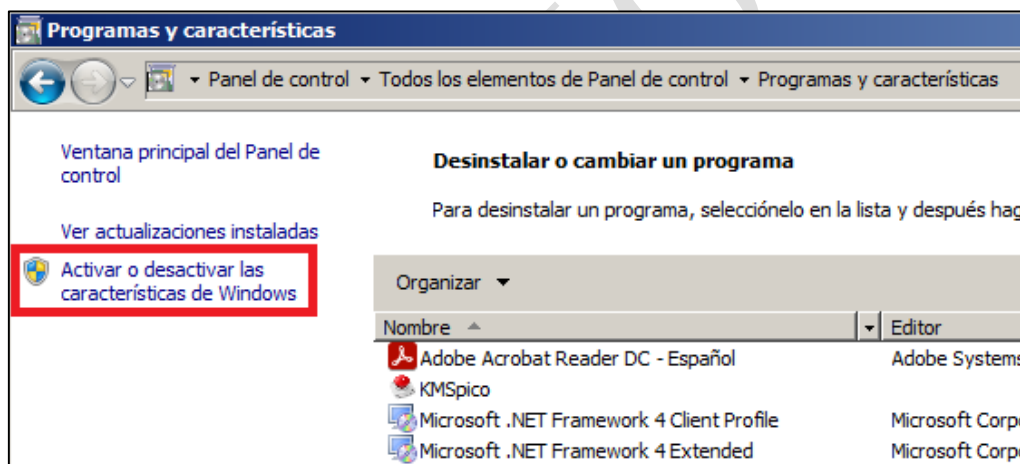 Programas y características
Panel de control Todos los elementos de Panel de control Programas y características
Ventana principal del Panel de
control
Desinstalar o cambiar un programa
Para desinstalar un programa, selecciónelo en la lista y después
Ver actualizaciones instaladas
Activar o desactivar las
características de Windows
Organizar
Nombre Editor
Adobe Acrobat Reader DC - Español Adobe Systems
KMSpico
Microsoft .NET Framework 4 Client Profile Microsoft
Microsoft .NET Framework 4 Extended Microsoft